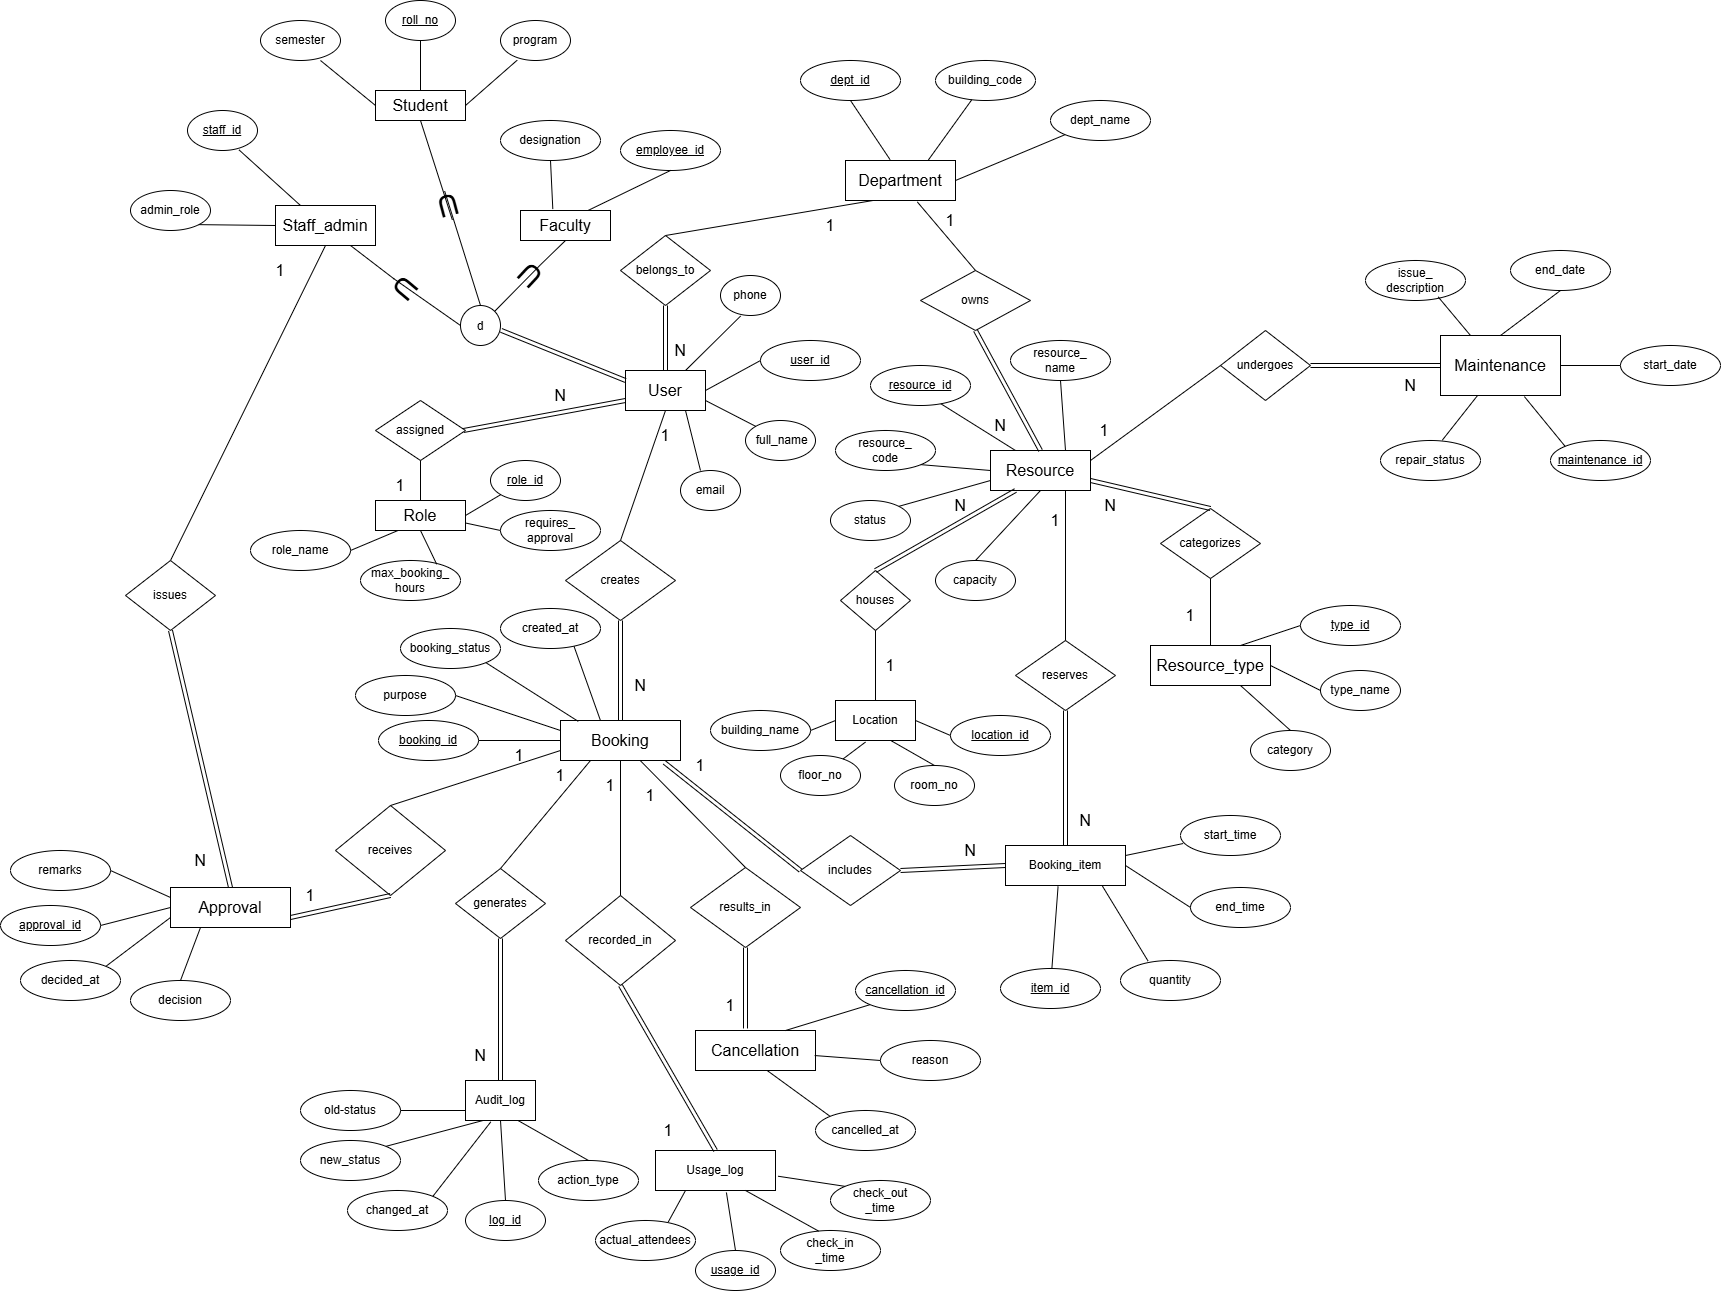 roll_no
semester
program
Student
staff_id
designation
employee_id
admin_role
Staff_admin
Faculty
1
d
dept_id
building_code
dept_name
Department
1
1
belongs_to
owns
phone
N
user_id
User
full_name
email
N
1
assigned
1
Role
role_id
requires_
approval
role_name
max_booking_
hours
issues
creates
resource_
name
resource_id
N
resource_
code
Resource
status
N
capacity
1
1
N
undergoes
N
issue_
description
end_date
Maintenance
start_date
repair_status
maintenance_id
categorizes
1
type_id
Resource_type
type_name
category
houses
1
reserves
Location
building_name
location_id
floor_no
room_no
created_at
booking_status
purpose
N
booking_id
Booking
1
1
1
1
1
receives
includes
N
N
Booking_item
start_time
end_time
item_id
quantity
N
remarks
1
Approval
approval_id
decided_at
decision
generates
recorded_in
results_in
1
cancellation_id
Cancellation
reason
cancelled_at
N
Audit_log
old-status
new_status
changed_at
log_id
action_type
1
Usage_log
check_out
_time
actual_attendees
check_in
_time
usage_id